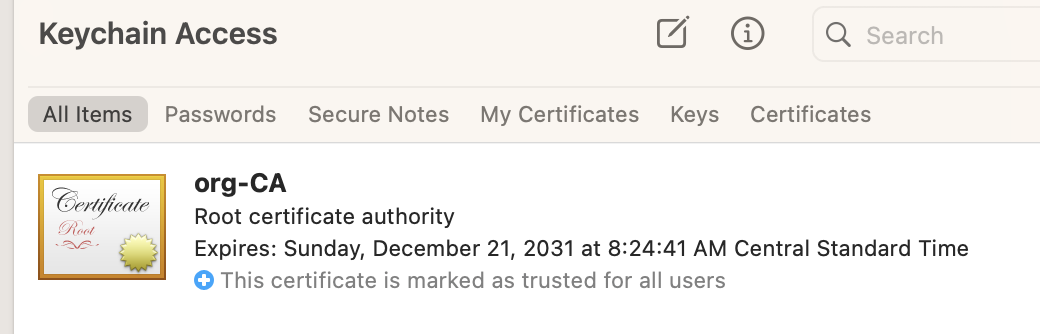 Keychain Access
Search
All Items Passwords Secure Notes My Certificates Keys Certificates
Certificate
Root
org-CA
Root certificate authority
Expires: Sunday, December 21, 2031 at 8:24:41 AM Central Standard Time
This certificate is marked as trusted for all users